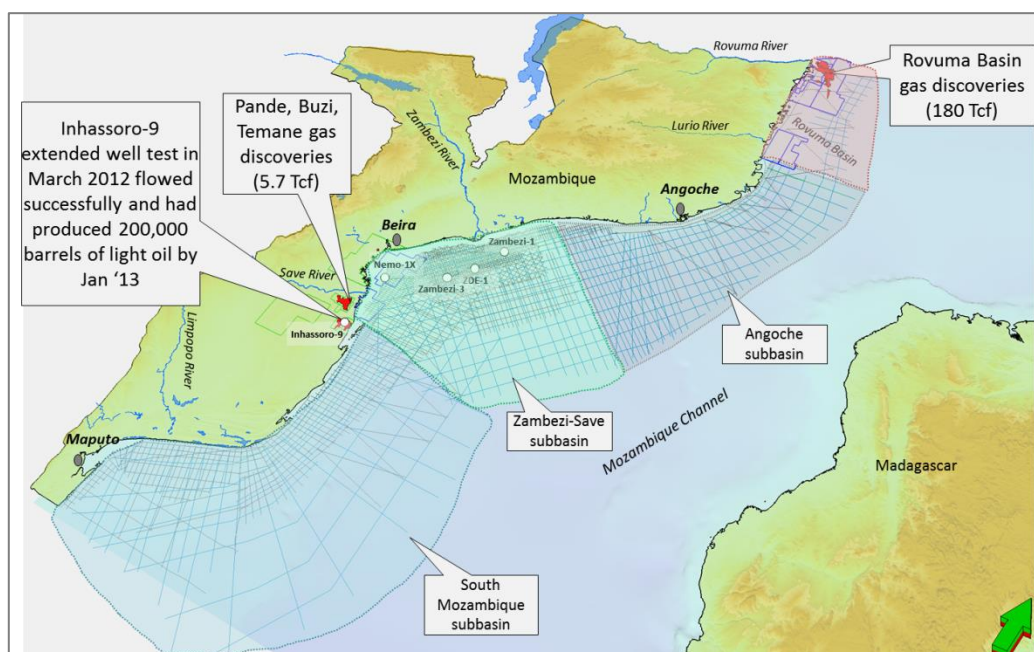 Rovuma River
Rovuma Basin
gas discoveries
(180 Tcf)
Pande, Buzi,
Temane gas
discoveries
(5.7 Tcf)
Inhassoro-9
extended well test in
March 2012 flowed
successfully and had
produced 200,000
barrels of light oil by
Jan ‘13
Zambezi River
Lurio River
Rovuma Basin
Mozambique
Angoche
Beira
Zambezi-1
Nemo-1X
ZDE-1
Zambezi-3
Save River
Inhassoro-9
Limpopo River
Angoche
subbasin
Zambezi-Save
subbasin
Mozambique Channel
Maputo
Madagascar
South
Mozambique
subbasin